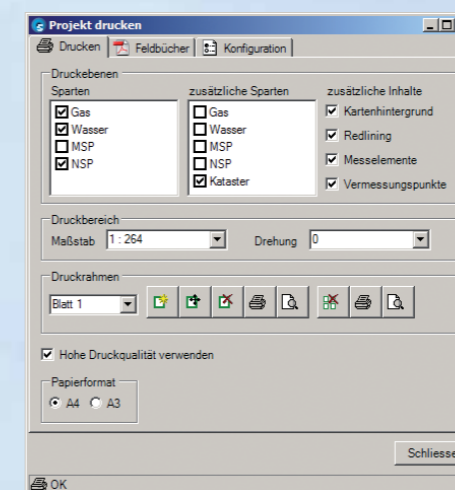 Projekt drucken
Drucken Feldbücher Konfiguration
Druckebenen
Sparten zusätzliche Sparten zusätzliche Inhalte
Gas Gas Kartenhintergrund
Wasser Wasser Redlining
MSP MSP Messelemente
NSP NSP Vermessungspunkte
Kataster
Druckbereich
Maßstab 1 : 264 Drehung 0
Druckrahmen
Blatt 1
Hohe Druckqualität verwenden
Papierformat
A4 A3
Schliesse
OK